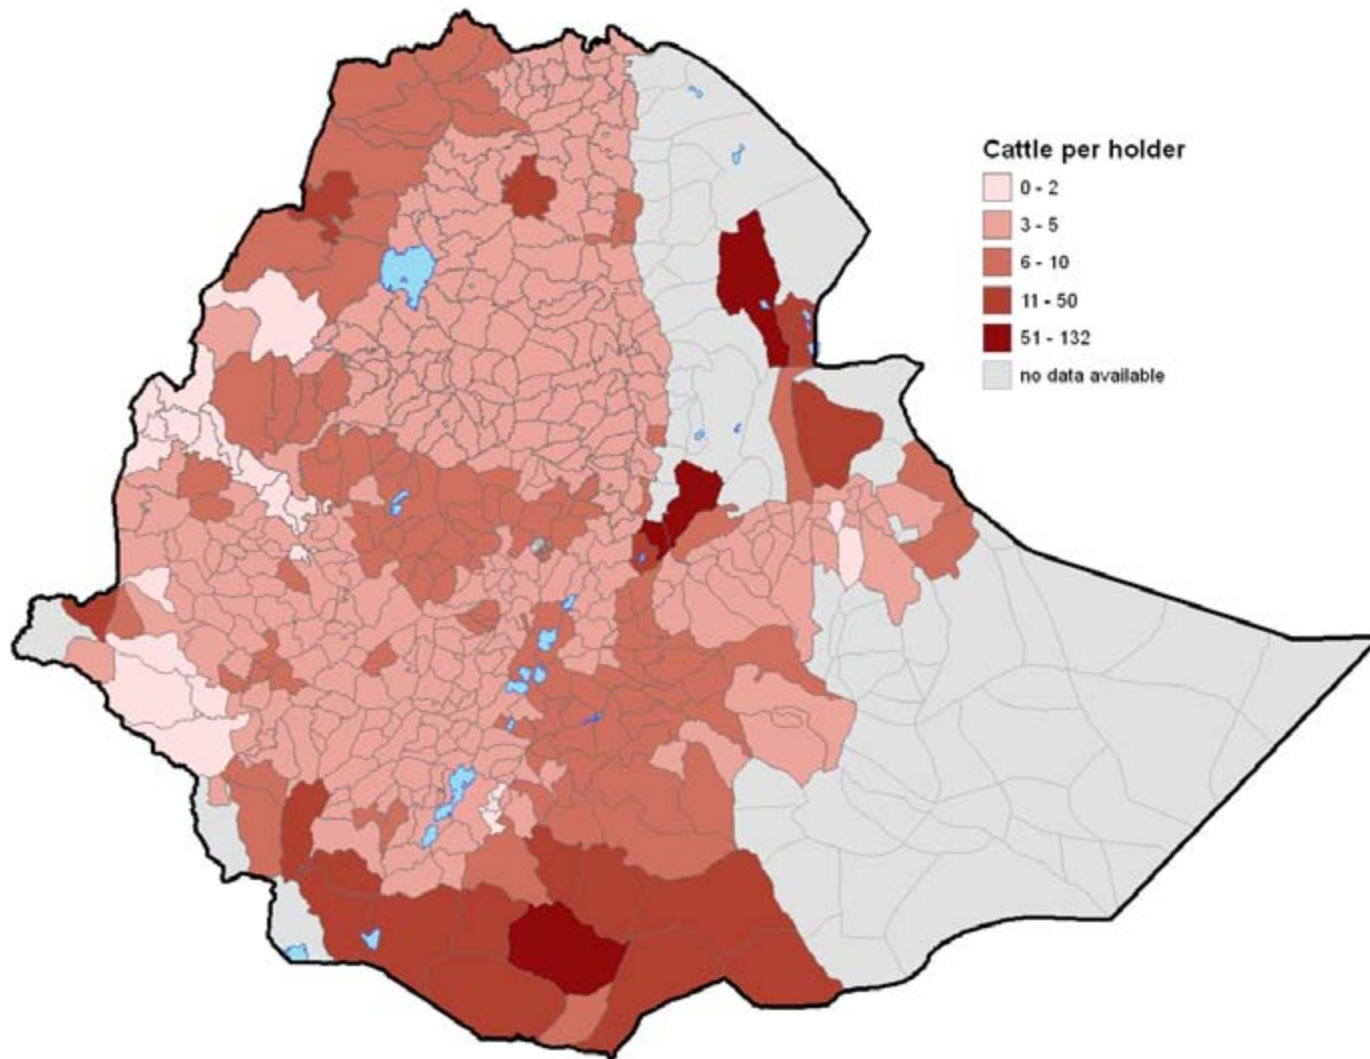 Cattle per holder
0 - 2
3 - 5
6 - 10
11 - 50
51 - 132
no data available